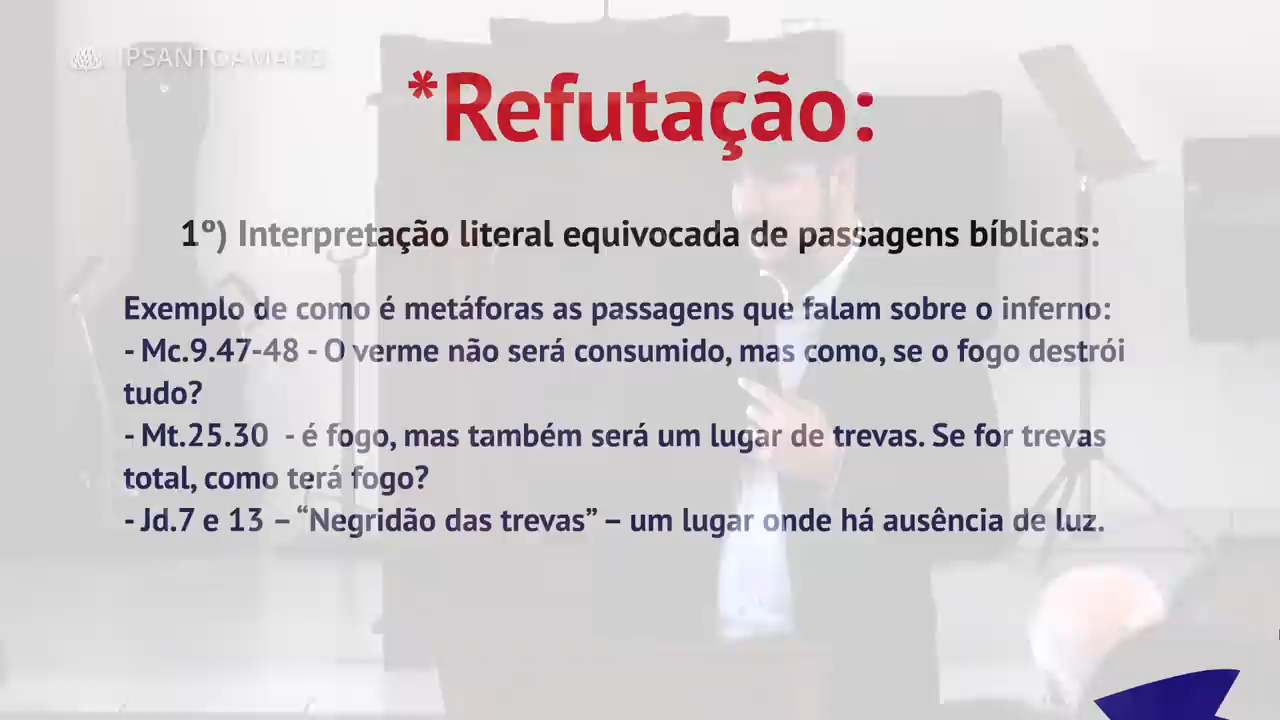 IPSANTOAMARO
*Refutação:
1º) Interpretação literal equivocada de passagens bíblicas:
Exemplo de como é metáforas as passagens que falam sobre o inferno:
- Mc.9.47-48 - O verme não será consumido, mas como, se o fogo destrói
tudo?
- Mt.25.30 - é fogo, mas também será um lugar de trevas. Se for trevas
total, como terá fogo?
- Jd.7 e 13 – “Negridão das trevas” – um lugar onde há ausência de luz.